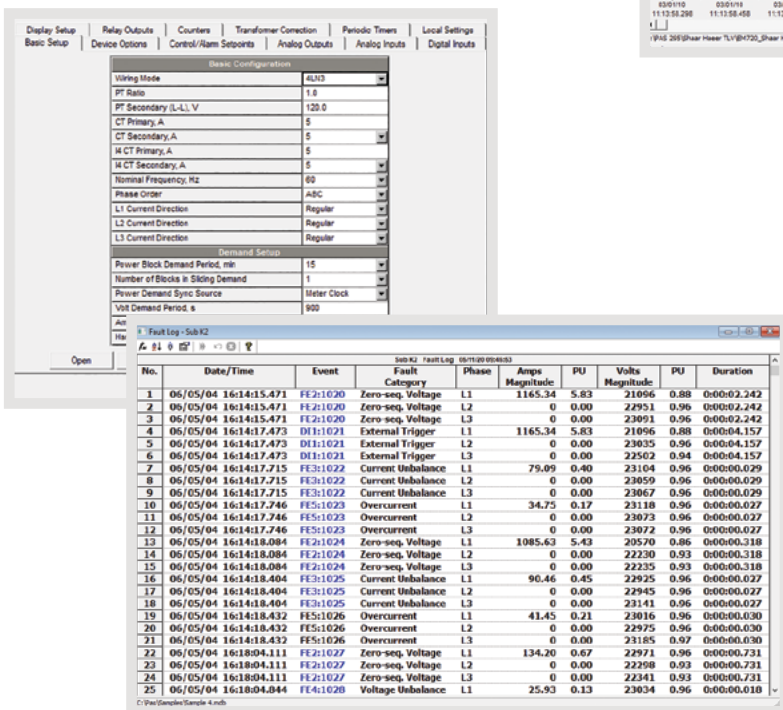 03/01/10 03/01/10
11:13:58.298 11:13:58.458
Display Setup Relay Outputs Counters Transformer Correction Periodic Timers Local Settings
Basic Setup Device Options Control/Alarm Setpoints Analog Outputs Analog Inputs Digital Inputs
Basic Configuration
Wiring Mode 4LN3
PT Ratio 1.0
PT Secondary (L-L), V 120.0
CT Primary, A 5
CT Secondary, A 5
I4 CT Primary, A 5
I4 CT Secondary, A 5
Nominal Frequency, Hz 60
Phase Order ABC
L1 Current Direction Regular
L2 Current Direction Regular
L3 Current Direction Regular
Demand Setup
Power Block Demand Period, min 15
Number of Blocks in Sliding Demand 1
Power Demand Sync Source Meter Clock
Volt Demand Period, s 900
Open
Fault Log - Sub K2
Sub K2 Fault Log
No. Date/Time Event Fault Category Phase Amps Magnitude PU Volts Magnitude PU Duration
1 06/05/04 16:14:15.471 FE2:1020 Zero-seq. Voltage L1 1165.34 5.83 21096 0.88 0:00:02.242
2 06/05/04 16:14:15.471 FE2:1020 Zero-seq. Voltage L2 0 0.00 22951 0.96 0:00:02.242
3 06/05/04 16:14:15.471 FE2:1020 Zero-seq. Voltage L3 0 0.00 23091 0.96 0:00:02.242
4 06/05/04 16:14:17.473 DI1:1021 External Trigger L1 1165.34 5.83 21096 0.88 0:00:04.157
5 06/05/04 16:14:17.473 DI1:1021 External Trigger L2 0 0.00 23035 0.96 0:00:04.157
6 06/05/04 16:14:17.473 DI1:1021 External Trigger L3 0 0.00 22502 0.94 0:00:04.157
7 06/05/04 16:14:17.715 FE3:1022 Current Unbalance L1 79.09 0.40 23104 0.96 0:00:00.029
8 06/05/04 16:14:17.715 FE3:1022 Current Unbalance L2 0 0.00 23059 0.96 0:00:00.029
9 06/05/04 16:14:17.715 FE3:1022 Current Unbalance L3 0 0.00 23067 0.96 0:00:00.029
10 06/05/04 16:14:17.746 FE5:1023 Overcurrent L1 34.75 0.17 23118 0.96 0:00:00.027
11 06/05/04 16:14:17.746 FE5:1023 Overcurrent L2 0 0.00 23073 0.96 0:00:00.027
12 06/05/04 16:14:17.746 FE5:1023 Overcurrent L3 0 0.00 23072 0.96 0:00:00.027
13 06/05/04 16:14:18.084 FE2:1024 Zero-seq. Voltage L1 1085.63 5.43 20570 0.86 0:00:00.318
14 06/05/04 16:14:18.084 FE2:1024 Zero-seq. Voltage L2 0 0.00 22230 0.93 0:00:00.318
15 06/05/04 16:14:18.084 FE2:1024 Zero-seq. Voltage L3 0 0.00 22235 0.93 0:00:00.318
16 06/05/04 16:14:18.404 FE3:1025 Current Unbalance L1 90.46 0.45 22925 0.96 0:00:00.027
17 06/05/04 16:14:18.404 FE3:1025 Current Unbalance L2 0 0.00 22945 0.96 0:00:00.027
18 06/05/04 16:14:18.404 FE3:1025 Current Unbalance L3 0 0.00 23141 0.96 0:00:00.027
19 06/05/04 16:14:18.432 FE5:1026 Overcurrent L1 41.45 0.21 23016 0.96 0:00:00.030
20 06/05/04 16:14:18.432 FE5:1026 Overcurrent L2 0 0.00 22975 0.96 0:00:00.030
21 06/05/04 16:14:18.432 FE5:1026 Overcurrent L3 0 0.00 23185 0.97 0:00:00.030
22 06/05/04 16:18:04.111 FE2:1027 Zero-seq. Voltage L1 134.20 0.67 22971 0.96 0:00:00.731
23 06/05/04 16:18:04.111 FE2:1027 Zero-seq. Voltage L2 0 0.00 22298 0.93 0:00:00.731
24 06/05/04 16:18:04.111 FE2:1027 Zero-seq. Voltage L3 0 0.00 22341 0.93 0:00:00.731
25 06/05/04 16:18:04.844 FE4:1028 Voltage Unbalance L1 25.93 0.13 23034 0.96 0:00:00.018
C:\Pas\Samples\Sample 4.mdb